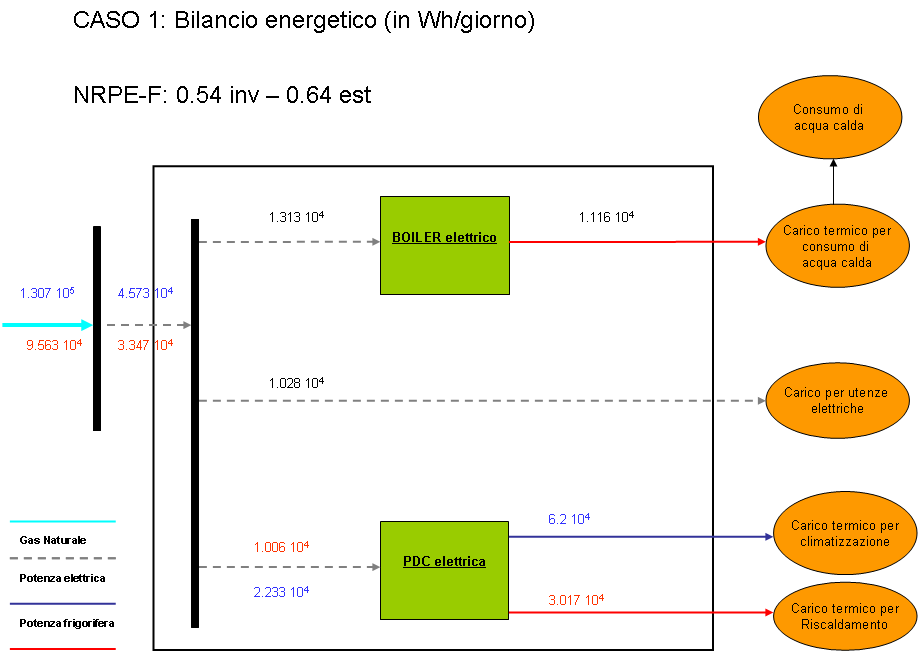 CASO 1: Bilancio energetico (in Wh/giorno)
NRPE-F: 0.54 inv – 0.64 est
Consumo di
acqua calda
1.313 10⁴
BOILER elettrico
1.116 10⁴
Carico termico per
consumo di
acqua calda
1.307 10⁵
4.573 10⁴
9.563 10⁴
3.347 10⁴
1.028 10⁴
Carico per utenze
elettriche
Gas Naturale
Potenza elettrica
Potenza frigorifera
1.006 10⁴
2.233 10⁴
PDC elettrica
6.2 10⁴
3.017 10⁴
Carico termico per
climatizzazione
Carico termico per
Riscaldamento